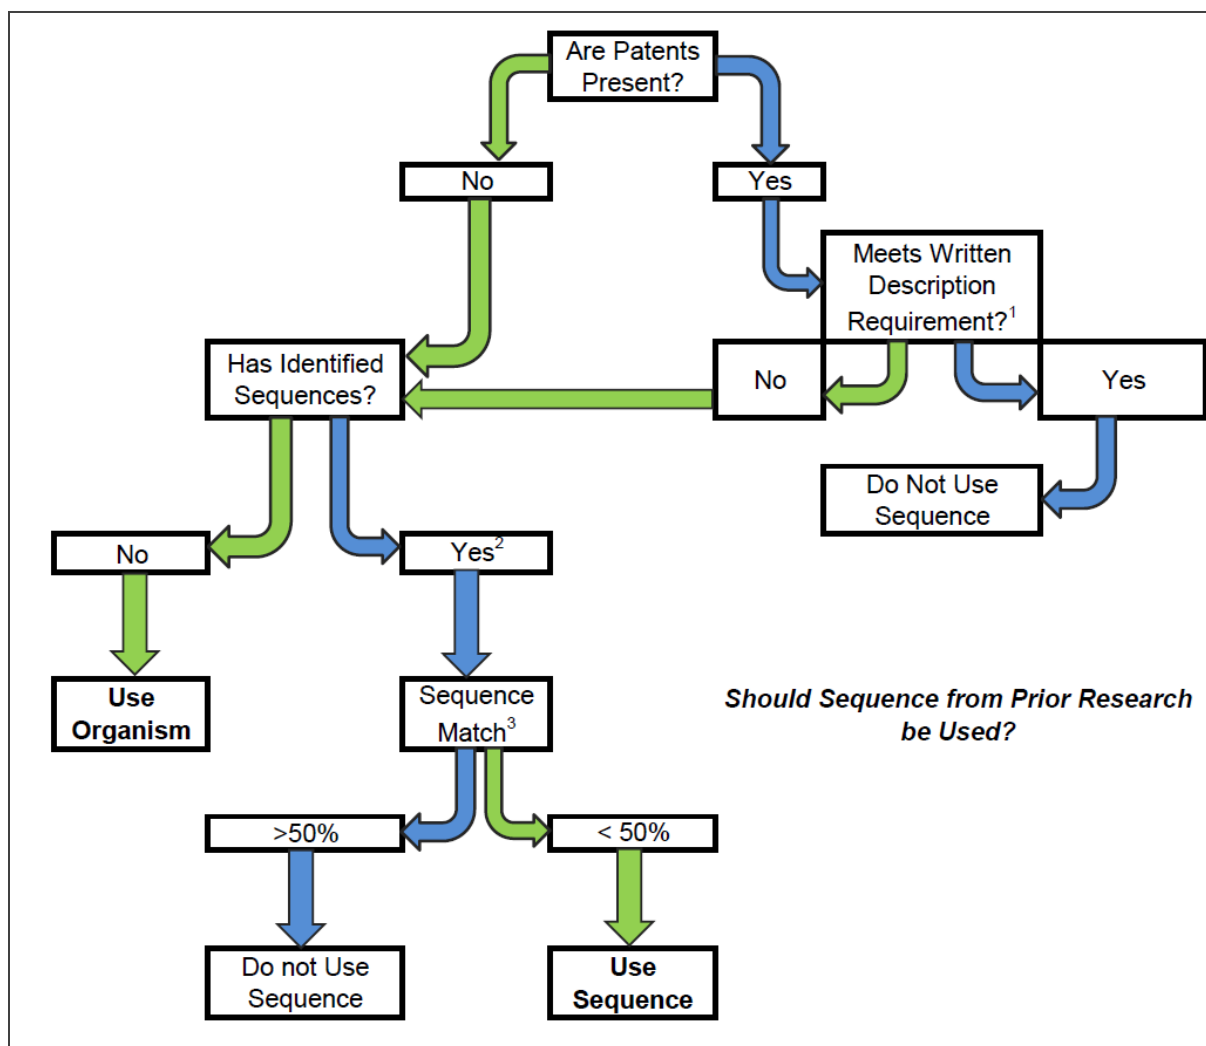 Are Patents
Present?
No
Yes
Meets Written
Description
Requirement?¹
Has Identified
Sequences?
No
Yes
Do Not Use
Sequence
No
Yes²
Use
Organism
Sequence
Match³
Should Sequence from Prior Research
be Used?
>50%
< 50%
Do not Use
Sequence
Use
Sequence